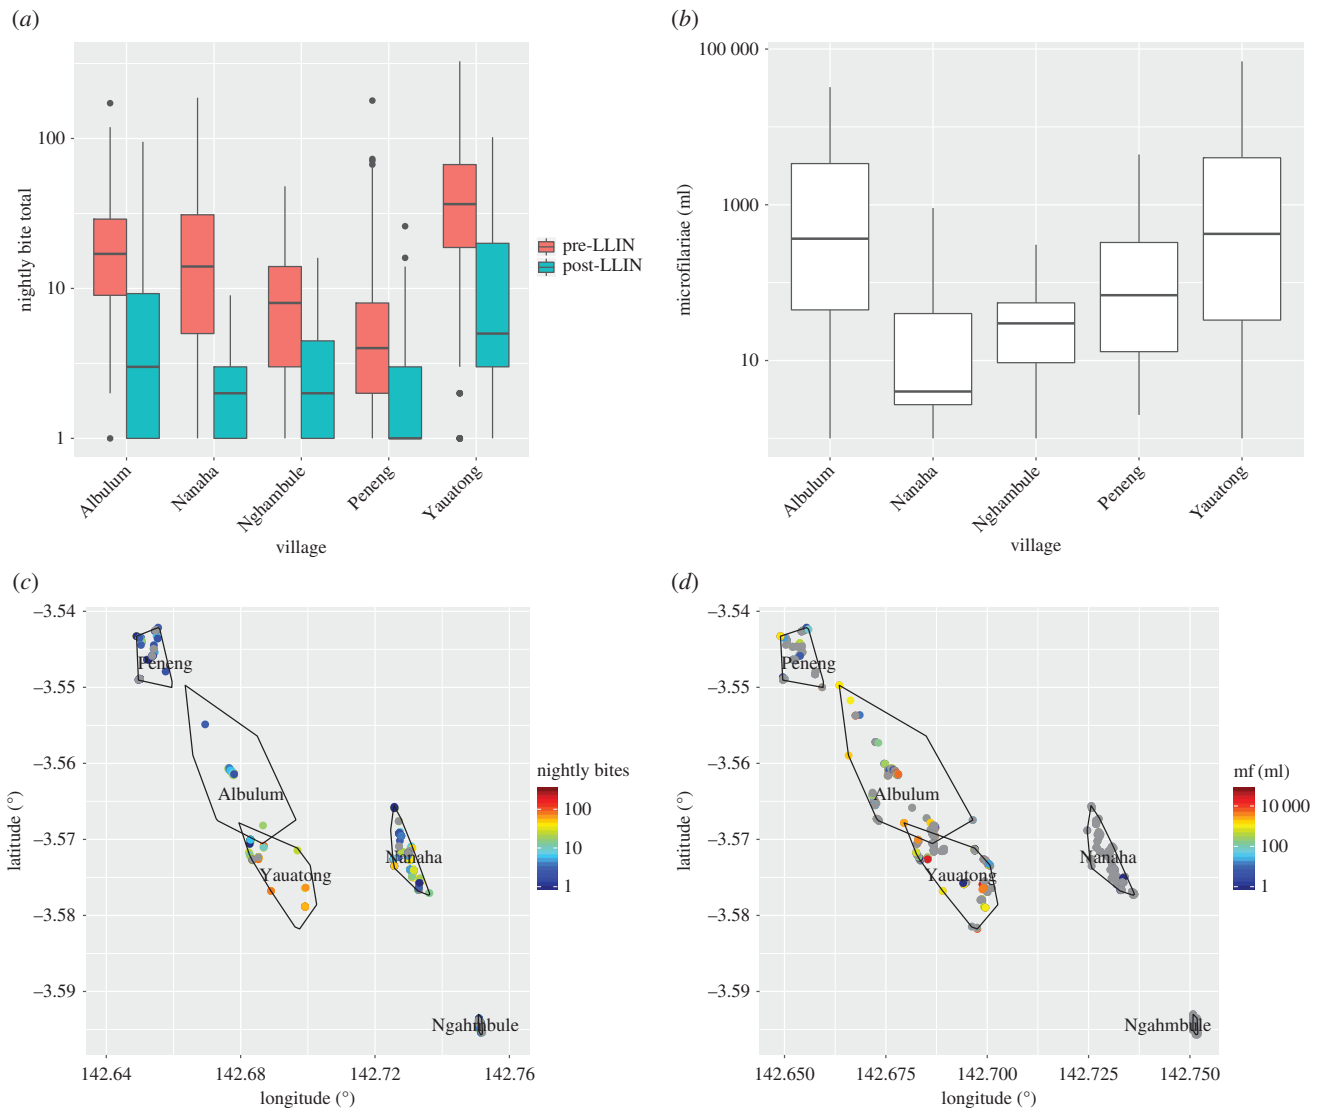 (a)
100
10
1
nightly bite total
Albulum
Nanaha
Nghambule
Peneng
Yauatong
village
pre-LLIN
post-LLIN
(b)
100 000
1000
10
microfilariae (ml)
Albulum
Nanaha
Nghambule
Peneng
Yauatong
village
(c)
−3.54
−3.55
−3.56
−3.57
−3.58
−3.59
latitude (°)
Peneng
Albulum
Yauatong
Nanaha
Ngahmbule
142.64
142.68
142.72
142.76
longitude (°)
nightly bites
100
10
1
(d)
−3.54
−3.55
−3.56
−3.57
−3.58
−3.59
latitude (°)
Peneng
Albulum
Yauatong
Nanaha
Ngahmbule
142.650
142.675
142.700
142.725
142.750
longitude (°)
mf (ml)
10 000
100
1